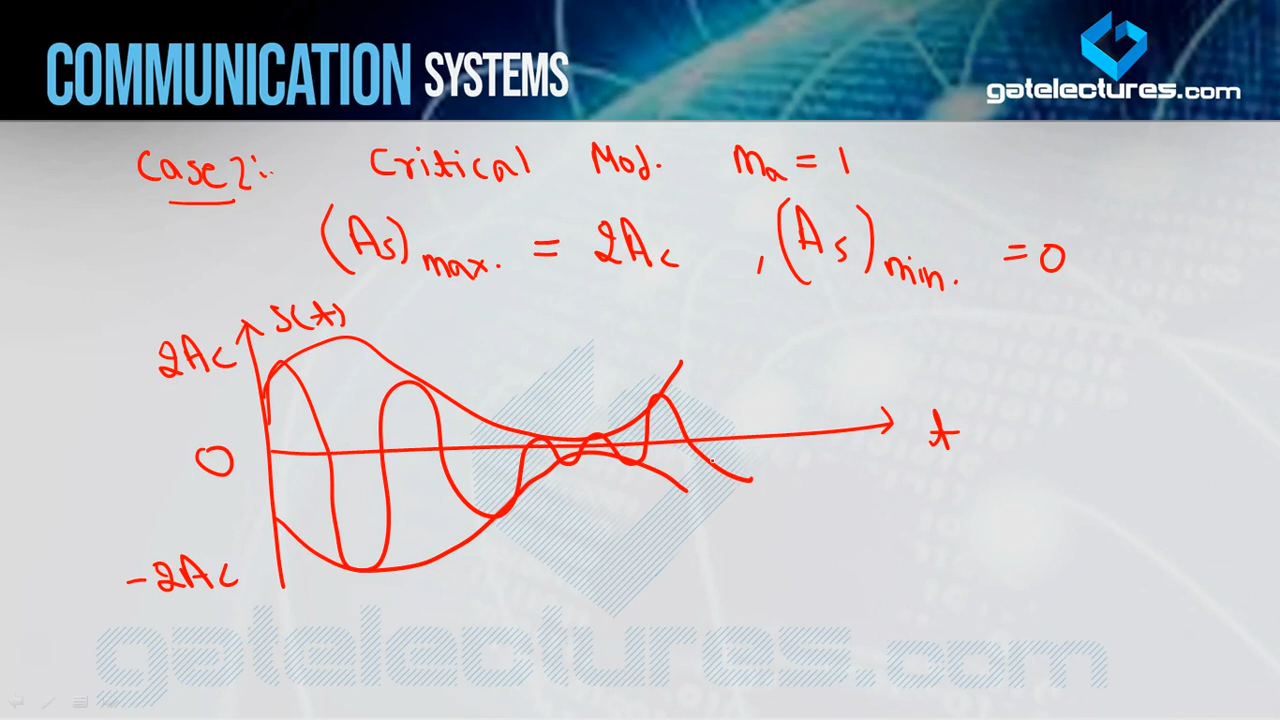 COMMUNICATION SYSTEMS
gatelectures.com
Case 2:
Critical Mod. ma = 1
(As)max. = 2Ac , (As)min. = 0
s(t)
2Ac
0
t
-2Ac
gatelectures.com